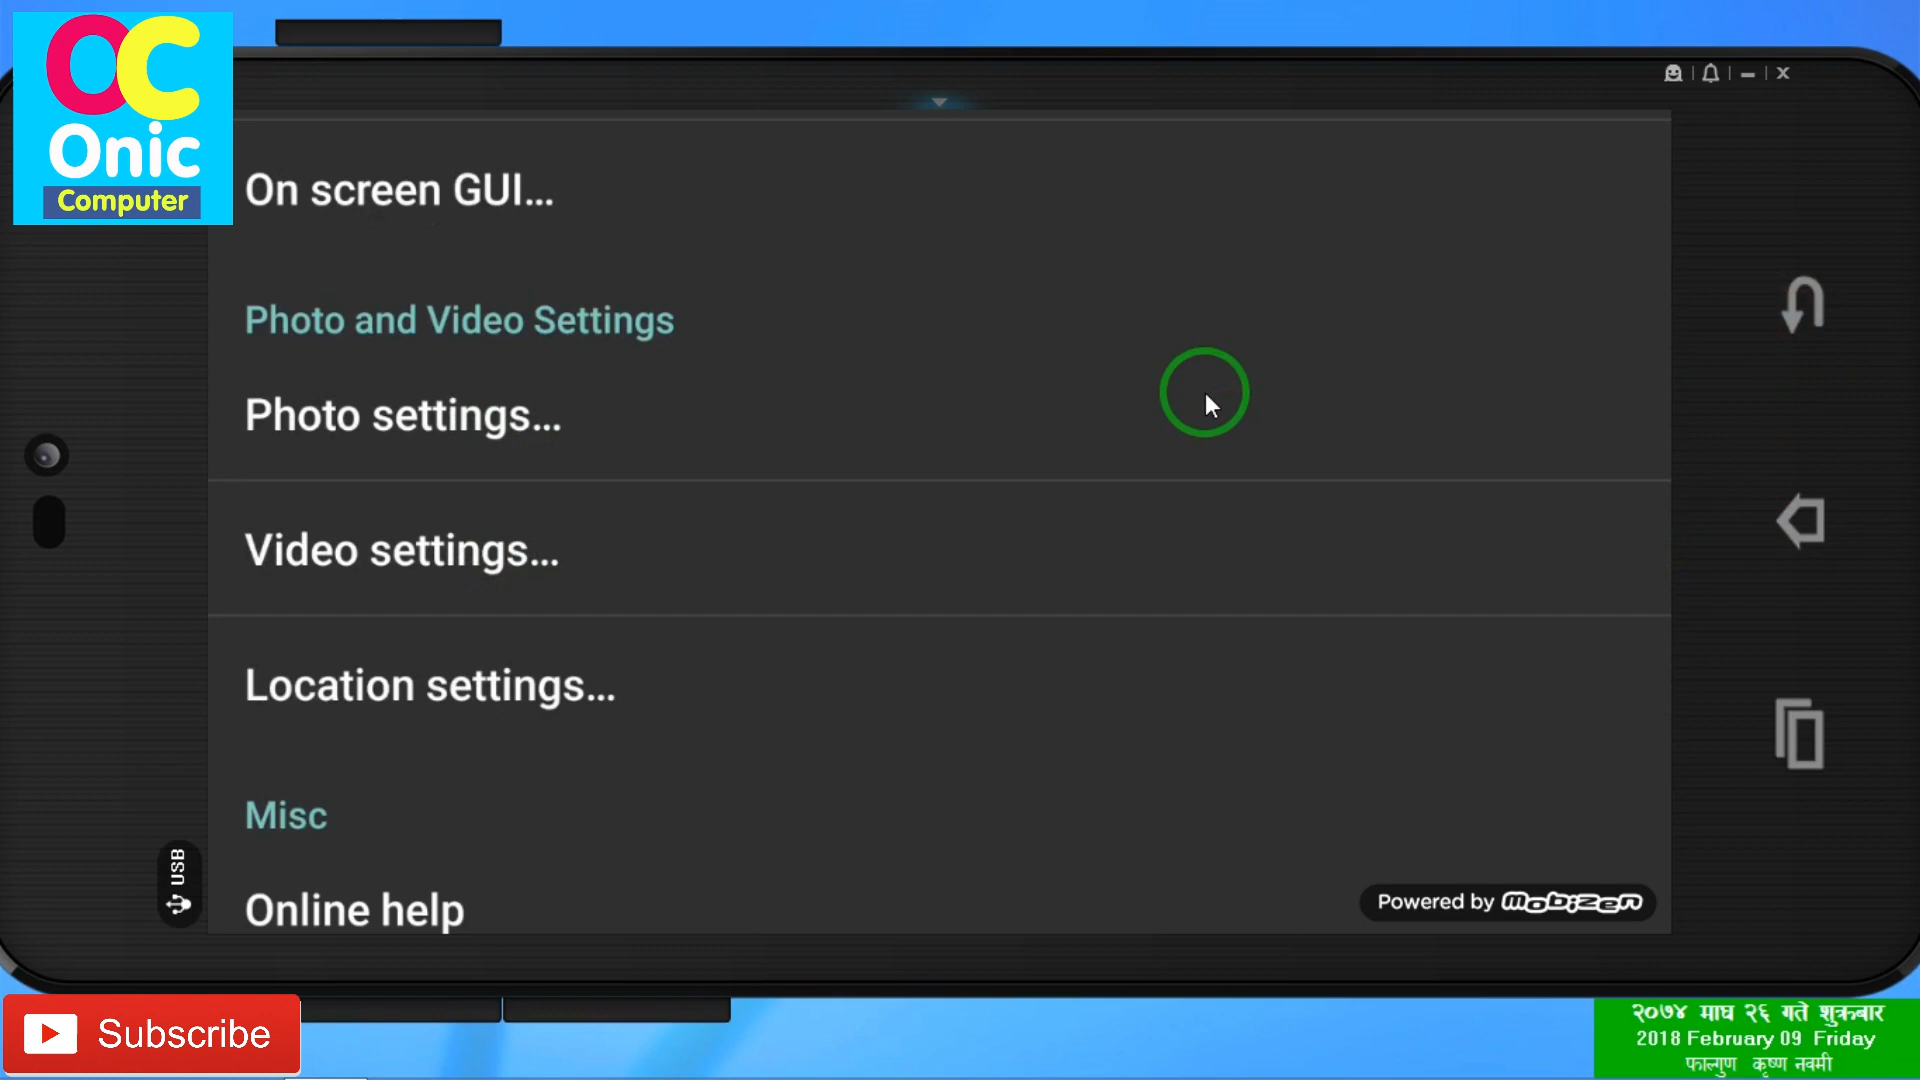 OC
Onic
Computer
On screen GUI...
Photo and Video Settings
Photo settings...
Video settings...
Location settings...
Misc
Online help
USB
Powered by mobizen
Subscribe
२०७४ माघ २६ गते शुक्रबार
2018 February 09 Friday
फाल्गुण कृष्ण नवमी